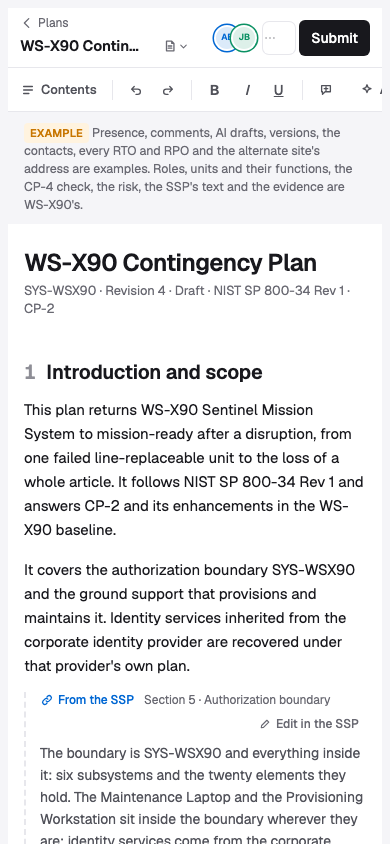 Plans
WS-X90 Contin...
JB
Submit
Contents
B I U
EXAMPLE Presence, comments, AI drafts, versions, the
contacts, every RTO and RPO and the alternate site's
address are examples. Roles, units and their functions, the
CP-4 check, the risk, the SSP's text and the evidence are
WS-X90's.
WS-X90 Contingency Plan
SYS-WSX90 · Revision 4 · Draft · NIST SP 800-34 Rev 1 ·
CP-2
1 Introduction and scope
This plan returns WS-X90 Sentinel Mission
System to mission-ready after a disruption, from
one failed line-replaceable unit to the loss of a
whole article. It follows NIST SP 800-34 Rev 1 and
answers CP-2 and its enhancements in the WS-
X90 baseline.
It covers the authorization boundary SYS-WSX90
and the ground support that provisions and
maintains it. Identity services inherited from the
corporate identity provider are recovered under
that provider's own plan.
From the SSP Section 5 · Authorization boundary
Edit in the SSP
The boundary is SYS-WSX90 and everything inside
it: six subsystems and the twenty elements they
hold. The Maintenance Laptop and the Provisioning
Workstation sit inside the boundary wherever they
are; identity services come from the corporate